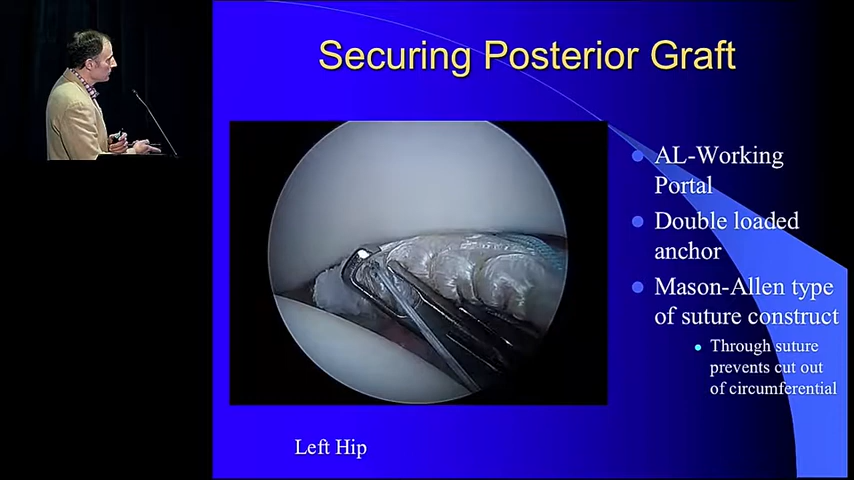 Securing Posterior Graft
AL-Working
Portal
Double loaded
anchor
Mason-Allen type
of suture construct
Through suture
prevents cut out
of circumferential
Left Hip